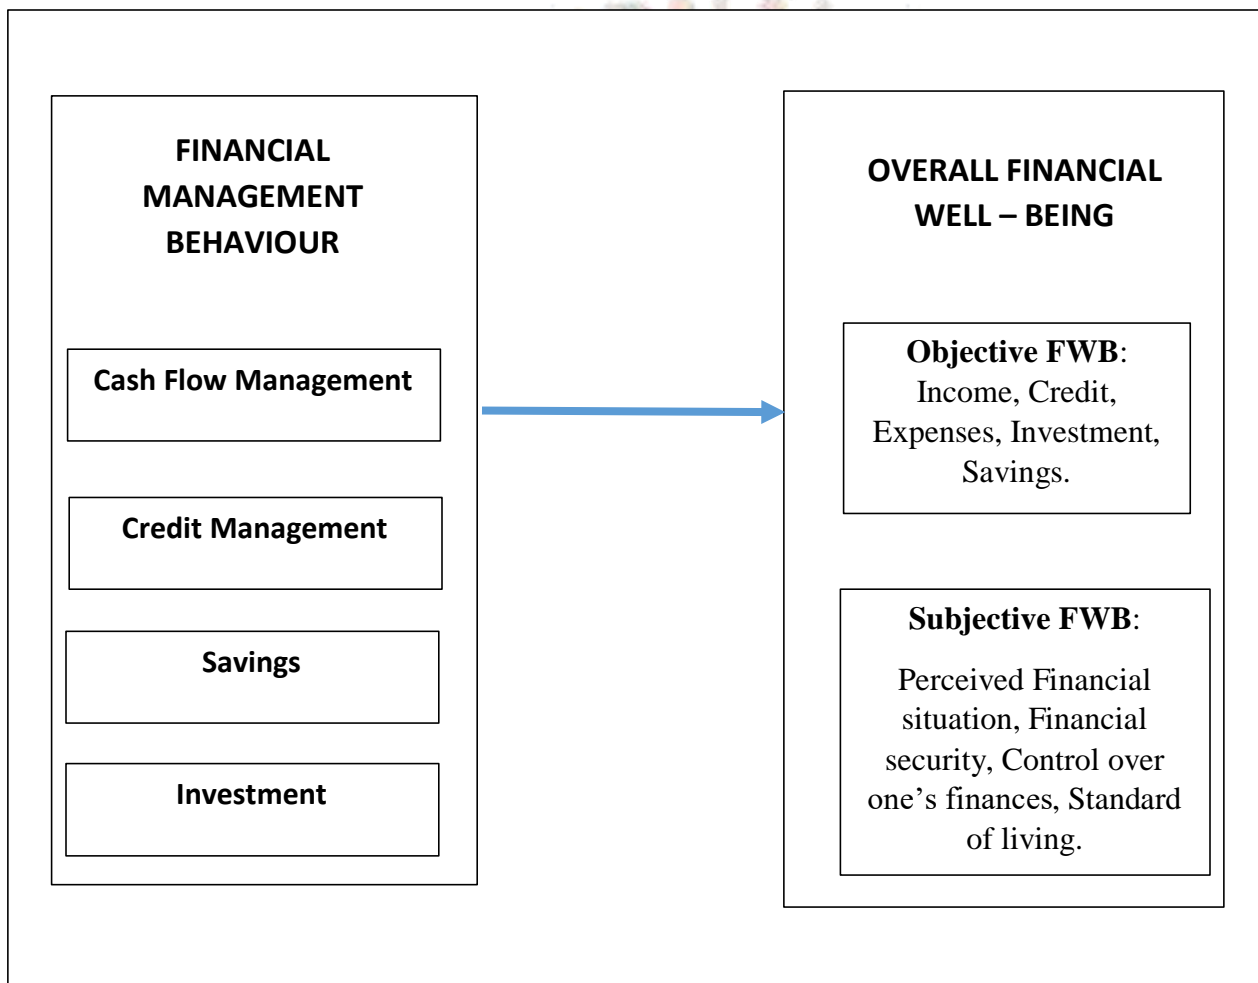 FINANCIAL
MANAGEMENT
BEHAVIOUR
Cash Flow Management
Credit Management
Savings
Investment
OVERALL FINANCIAL
WELL – BEING
Objective FWB:
Income, Credit,
Expenses, Investment,
Savings.
Subjective FWB:
Perceived Financial
situation, Financial
security, Control over
one’s finances, Standard
of living.